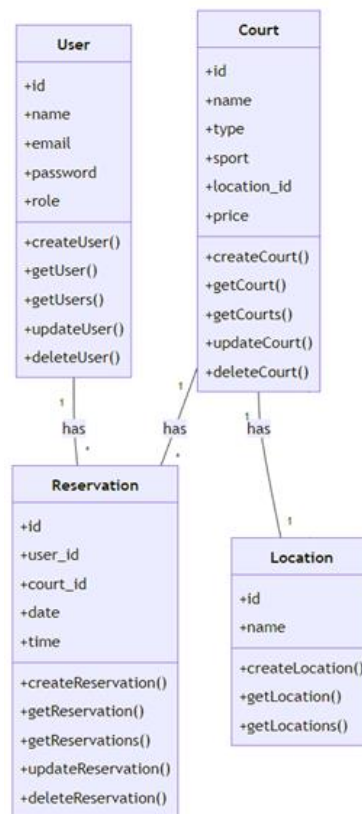 User
+id
+name
+email
+password
+role
+createUser()
+getUser()
+getUsers()
+updateUser()
+deleteUser()
Court
+id
+name
+type
+sport
+location_id
+price
+createCourt()
+getCourt()
+getCourts()
+updateCourt()
+deleteCourt()
1
has
*
1
has
*
1
has
1
Reservation
+id
+user_id
+court_id
+date
+time
+createReservation()
+getReservation()
+getReservations()
+updateReservation()
+deleteReservation()
Location
+id
+name
+createLocation()
+getLocation()
+getLocations()